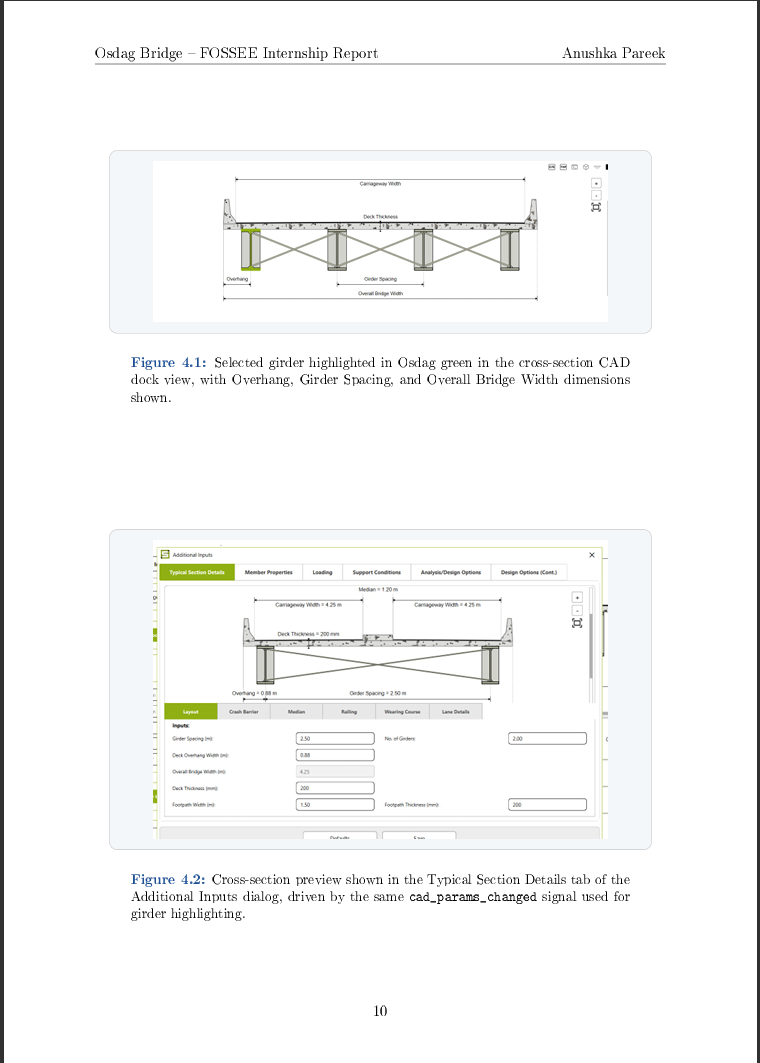 Osdag Bridge – FOSSEE Internship Report Anushka Pareek
Carriageway Width
Deck Thickness
Overhang Girder Spacing
Overall Bridge Width
Figure 4.1: Selected girder highlighted in Osdag green in the cross-section CAD
dock view, with Overhang, Girder Spacing, and Overall Bridge Width dimensions
shown.
Additional Inputs
Typical Section Details Member Properties Loading Support Conditions Analysis/Design Options Design Options (Cont.)
Median = 1.20 m
Carriageway Width = 4.25 m Carriageway Width = 4.25 m
Deck Thickness = 200 mm
Overhang = 0.88 m Girder Spacing = 2.50 m
Layout Crash Barrier Median Railing Wearing Course Lane Details
Inputs:
Girder Spacing (m): 2.50 No. of Girders: 2.00
Deck Overhang Width (m): 0.88
Overall Bridge Width (m): 4.25
Deck Thickness (mm): 200
Footpath Width (m): 1.50 Footpath Thickness (mm): 200
Figure 4.2: Cross-section preview shown in the Typical Section Details tab of the
Additional Inputs dialog, driven by the same cad_params_changed signal used for
girder highlighting.
10